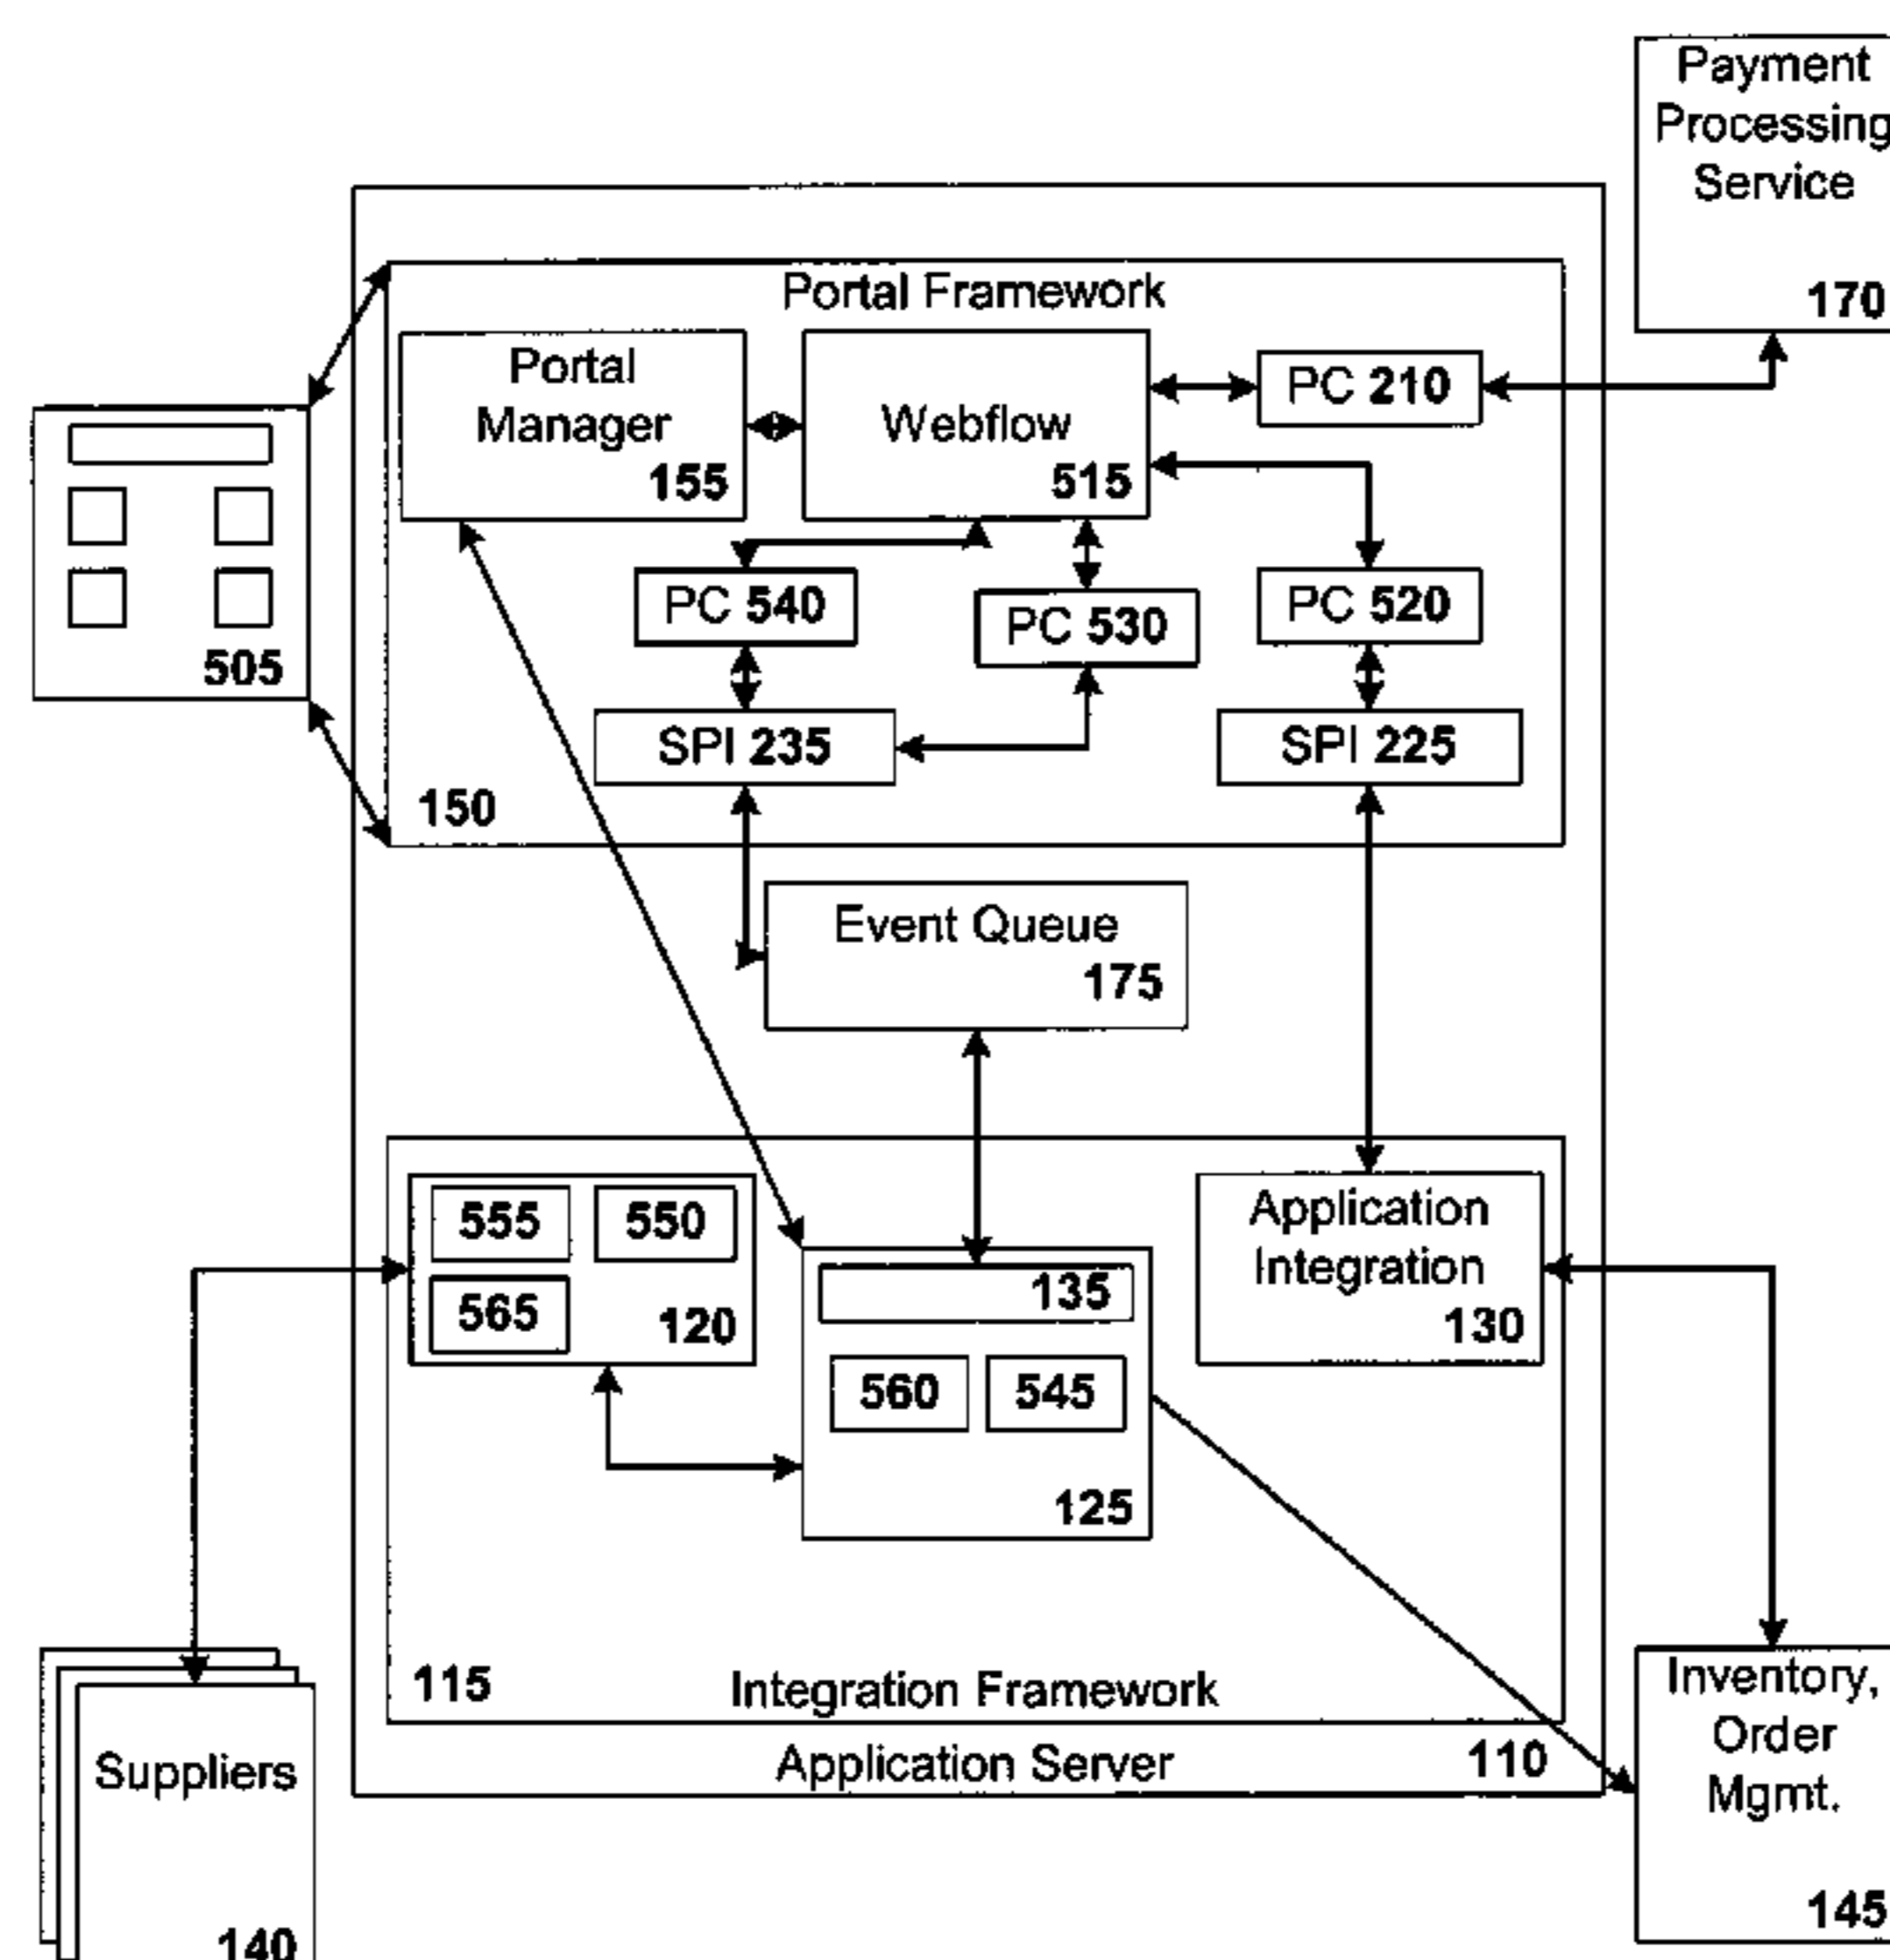 Payment
Processing
Service
170
Portal Framework
Portal
Manager
155
Webflow
515
PC 210
505
PC 540
PC 530
PC 520
SPI 235
SPI 225
150
Event Queue
175
555
550
565
120
135
560
545
125
Application
Integration
130
115
Integration Framework
Application Server
110
Suppliers
140
Inventory,
Order
Mgmt.
145